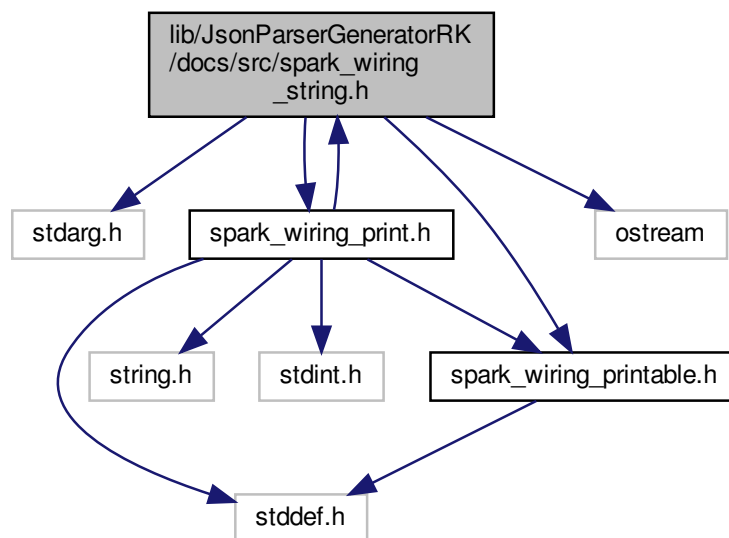 lib/JsonParserGeneratorRK
/docs/src/spark_wiring
_string.h
stdarg.h
spark_wiring_print.h
ostream
string.h
stdint.h
spark_wiring_printable.h
stddef.h